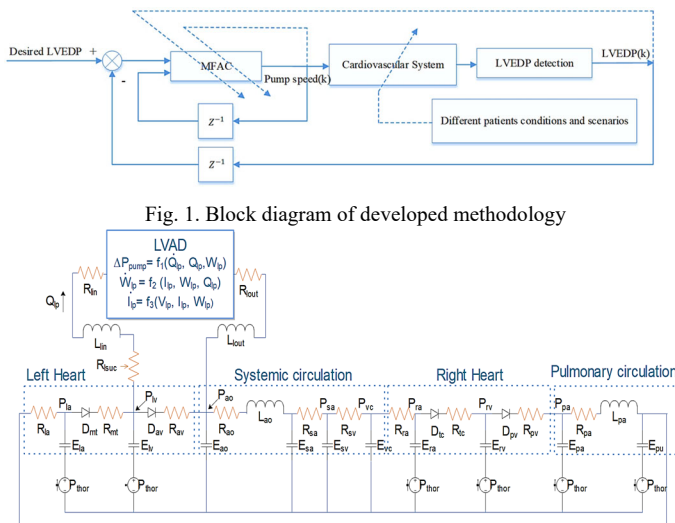 Desired LVEDP +
-
MFAC
Pump speed(k)
Cardiovascular System
LVEDP detection
LVEDP(k)
Z⁻¹
Z⁻¹
Different patients conditions and scenarios
Fig. 1. Block diagram of developed methodology
LVAD
ΔPpump= f1(Q̇lp, Qlp,Wlp)
Ẇlp= f2 (Ilp, Wlp, Qlp)
İlp= f3(Vlp, Ilp, Wlp)
Qlp
Rlin
Rlout
Llin
Llout
Rlsuc
Left Heart
Systemic circulation
Right Heart
Pulmonary circulation
Pla
Plv
Pao
Psa
Pvc
Pra
Prv
Ppa
Lao
Lpa
Rla
Dmt
Rmt
Dav
Rav
Rao
Rsa
Rsv
Rra
Dtc
Rtc
Dpv
Rpv
Rpa
Ela
Elv
Eao
Esa
Esv
Evc
Era
Erv
Epa
Epu
Pthor
Pthor
Pthor
Pthor
Pthor
Pthor